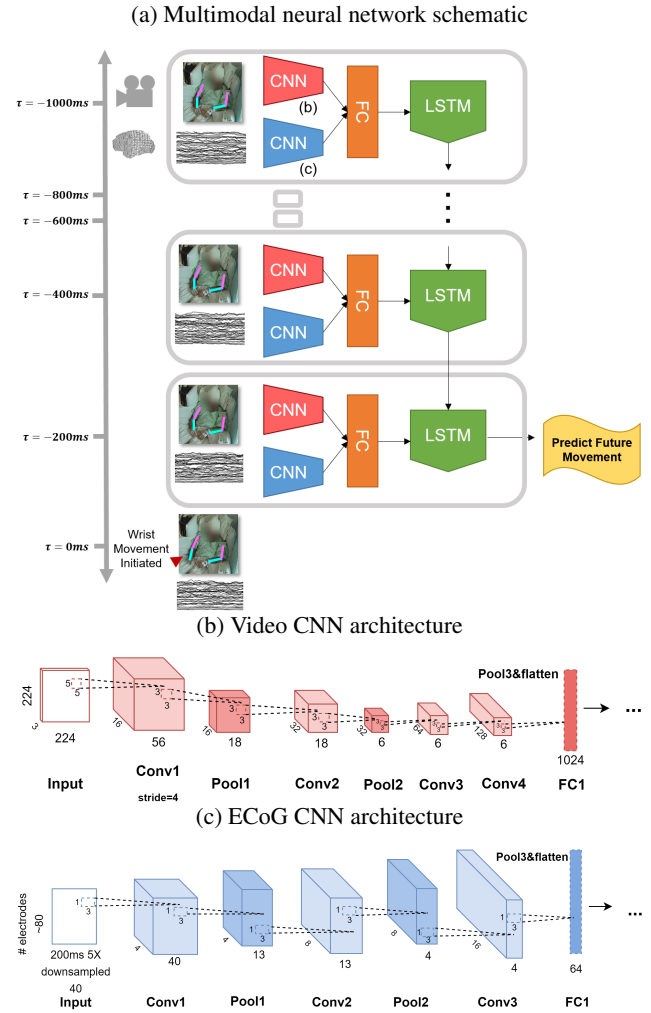 (a) Multimodal neural network schematic
τ = −1000ms
CNN
(b)
CNN
(c)
FC
LSTM
τ = −800ms
τ = −600ms
τ = −400ms
CNN
CNN
FC
LSTM
τ = −200ms
CNN
CNN
FC
LSTM
Predict Future
Movement
τ = 0ms
Wrist
Movement
Initiated
(b) Video CNN architecture
224
3
224
5
5
16
56
3
3
16
18
3
3
32
18
3
3
32
6
3
3
64
6
3
3
128
6
3
3
Pool3&flatten
1024
...
Input
Conv1
stride=4
Pool1
Conv2
Pool2
Conv3
Conv4
FC1
(c) ECoG CNN architecture
# electrodes
~80
1
3
200ms 5X
downsampled
40
4
40
1
3
4
13
1
3
8
13
1
3
8
4
1
3
16
4
1
3
Pool3&flatten
64
...
Input
Conv1
Pool1
Conv2
Pool2
Conv3
FC1